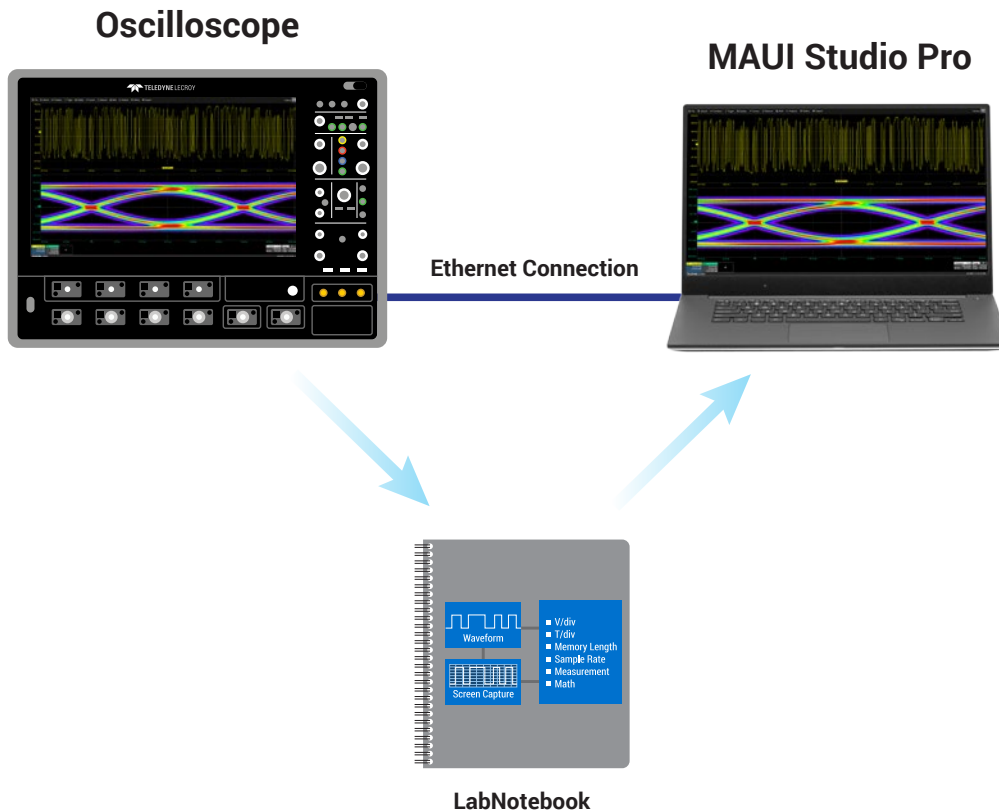 Oscilloscope
MAUI Studio Pro
TELEDYNE LECROY
Ethernet Connection
Waveform
Screen Capture
V/div
T/div
Memory Length
Sample Rate
Measurement
Math
LabNotebook